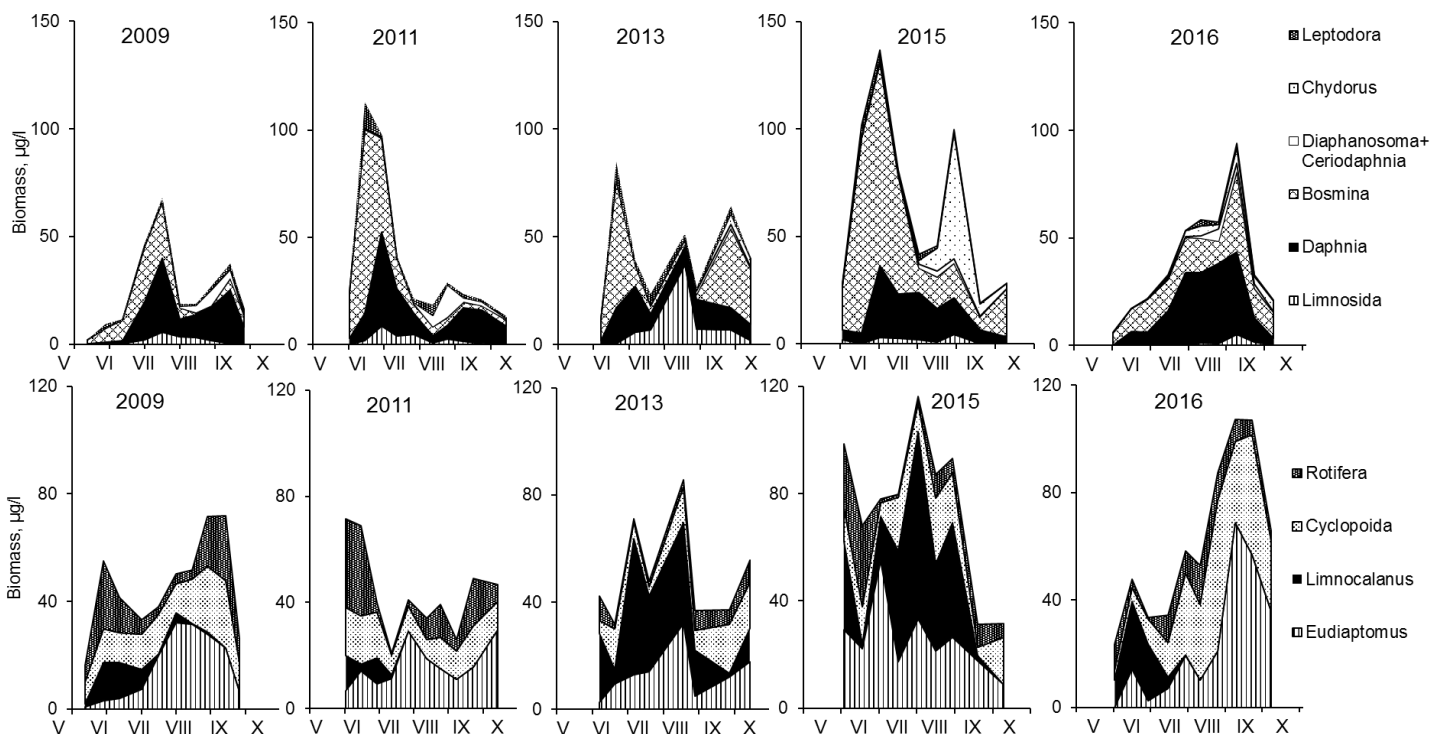 150
100
50
0
Biomass, µg/l
2009
V
VI
VII
VIII
IX
X
150
100
50
0
2011
V
VI
VII
VIII
IX
X
150
100
50
0
2013
V
VI
VII
VIII
IX
X
150
100
50
0
2015
V
VI
VII
VIII
IX
X
150
100
50
0
2016
V
VI
VII
VIII
IX
X
Leptodora
Chydorus
Diaphanosoma+
Ceriodaphnia
Bosmina
Daphnia
Limnosida
120
80
40
0
Biomass, µg/l
2009
V
VI
VII
VIII
IX
X
120
80
40
0
2011
V
VI
VII
VIII
IX
X
120
80
40
0
2013
V
VI
VII
VIII
IX
X
120
80
40
0
2015
V
VI
VII
VIII
IX
X
120
80
40
0
2016
V
VI
VII
VIII
IX
X
Rotifera
Cyclopoida
Limnocalanus
Eudiaptomus